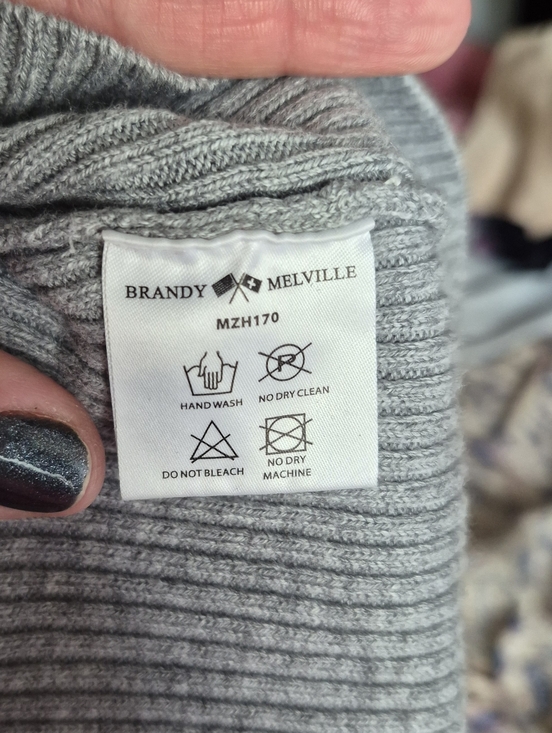 BRANDY MELVILLE
MZH170
HAND WASH
NO DRY CLEAN
DO NOT BLEACH
NO DRY
MACHINE